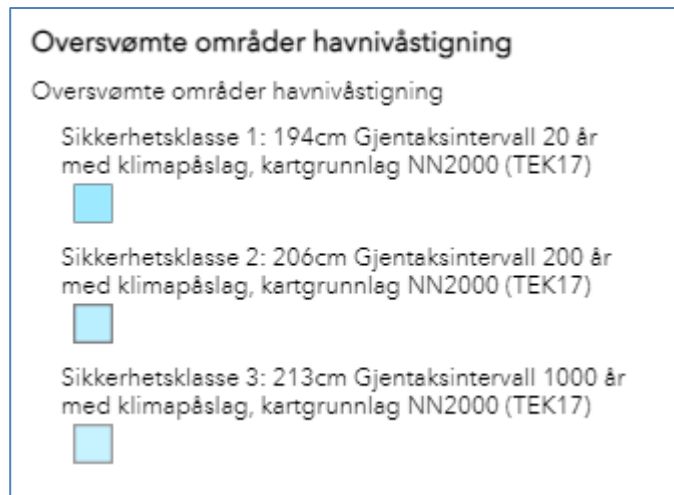 Oversvømte områder havnivåstigning
Oversvømte områder havnivåstigning
Sikkerhetsklasse 1: 194cm Gjentaksintervall 20 år
med klimapåslag, kartgrunnlag NN2000 (TEK17)
Sikkerhetsklasse 2: 206cm Gjentaksintervall 200 år
med klimapåslag, kartgrunnlag NN2000 (TEK17)
Sikkerhetsklasse 3: 213cm Gjentaksintervall 1000 år
med klimapåslag, kartgrunnlag NN2000 (TEK17)